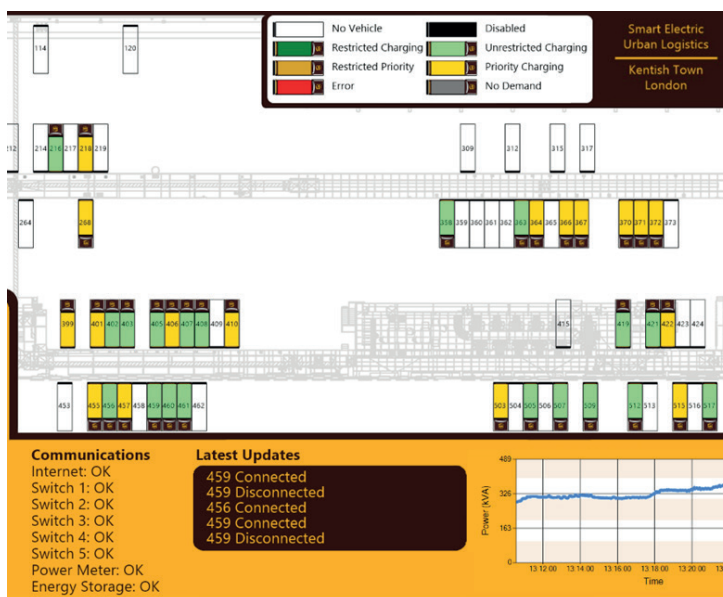 No Vehicle
Disabled
Restricted Charging
Unrestricted Charging
Restricted Priority
Priority Charging
Error
No Demand
Smart Electric
Urban Logistics
Kentish Town
London
114
120
212
214
216
217
218
219
309
312
315
317
264
268
358
359
360
361
362
363
364
365
366
367
370
371
372
373
399
401
402
403
405
406
407
408
409
410
415
419
421
422
423
424
453
455
456
457
458
459
460
461
462
503
504
505
506
507
509
512
513
515
516
517
Communications
Internet: OK
Switch 1: OK
Switch 2: OK
Switch 3: OK
Switch 4: OK
Switch 5: OK
Power Meter: OK
Energy Storage: OK
Latest Updates
459 Connected
459 Disconnected
456 Connected
459 Connected
459 Disconnected
Power (kVA)
489
326
163
0
13 12 00
13 14 00
13 16 00
13 18 00
13 20 00
Time